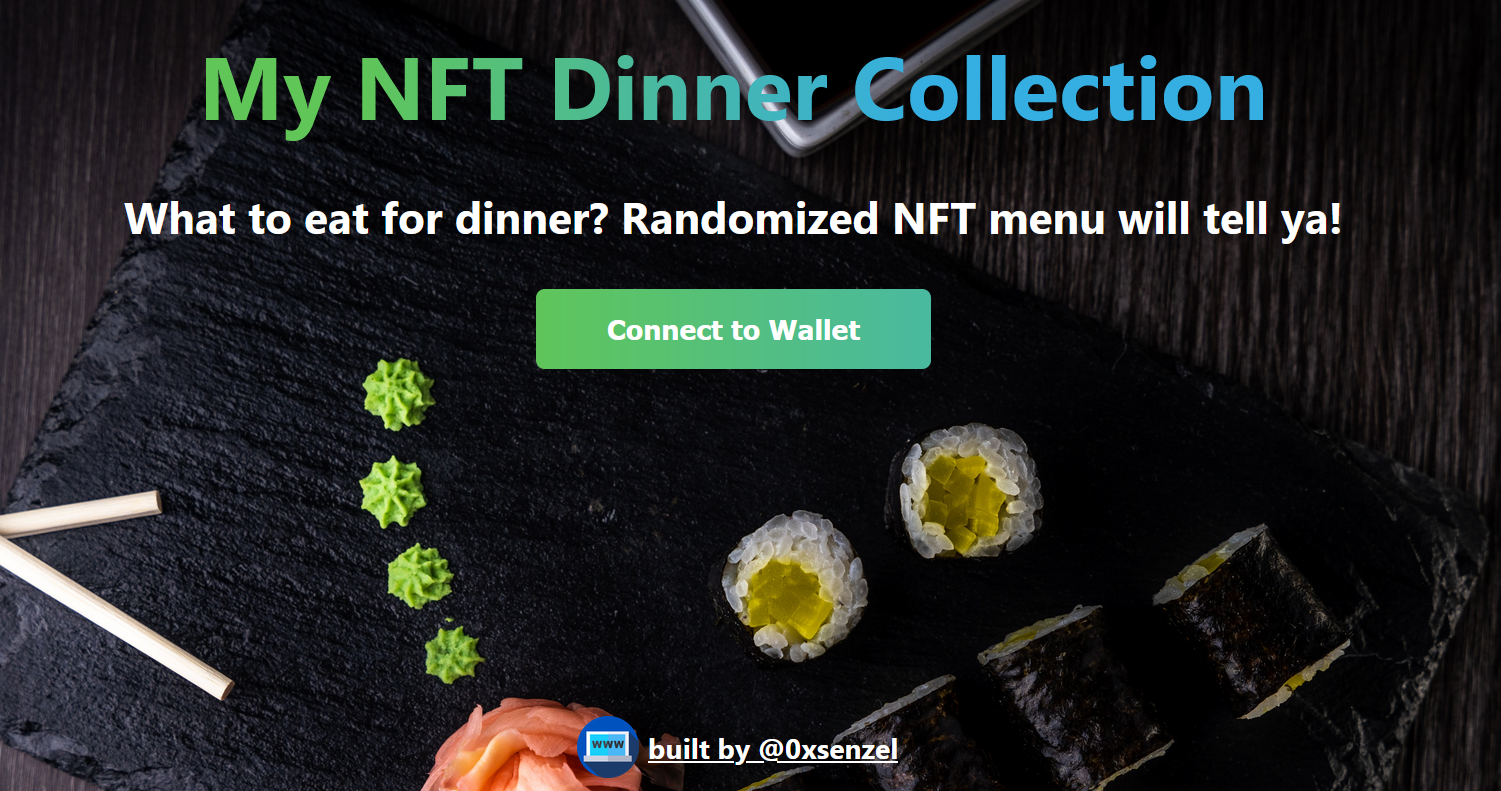 My NFT Dinner Collection
What to eat for dinner? Randomized NFT menu will tell ya!
Connect to Wallet
www
built by @0xsenzel